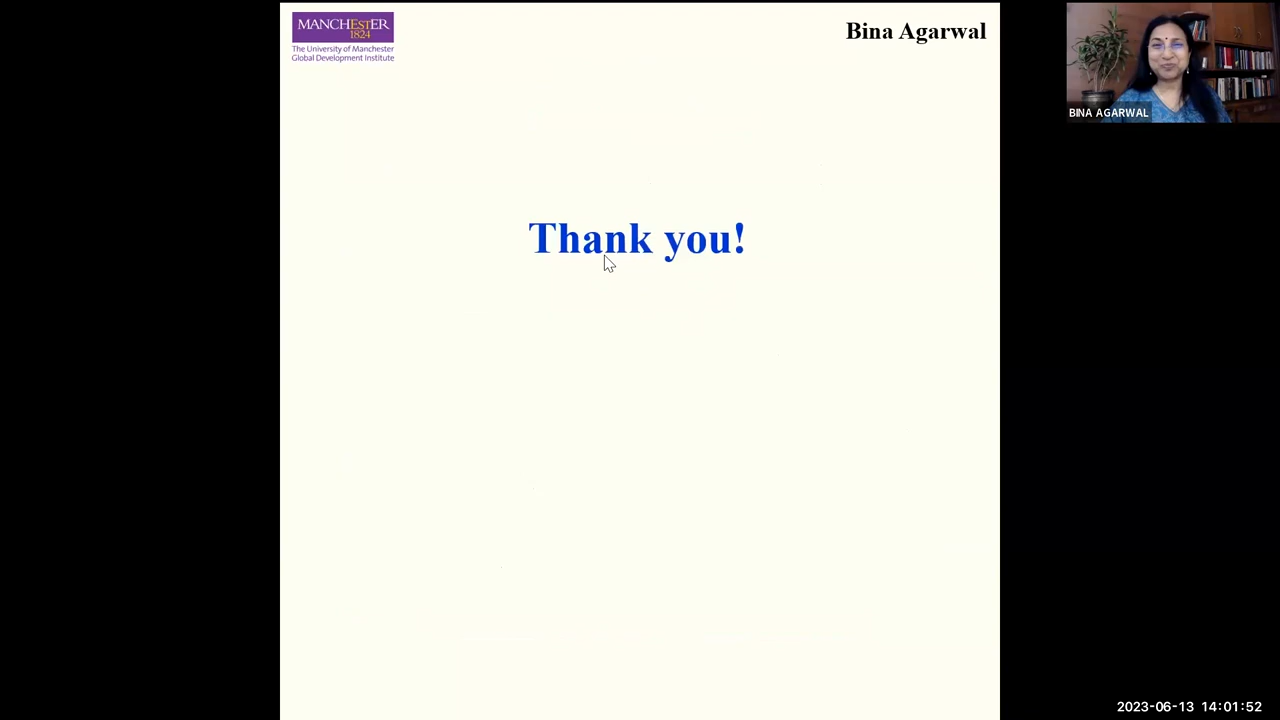 MANCHESTER
1824
The University of Manchester
Global Development Institute
Bina Agarwal
BINA AGARWAL
Thank you!
2023-06-13 14:01:52